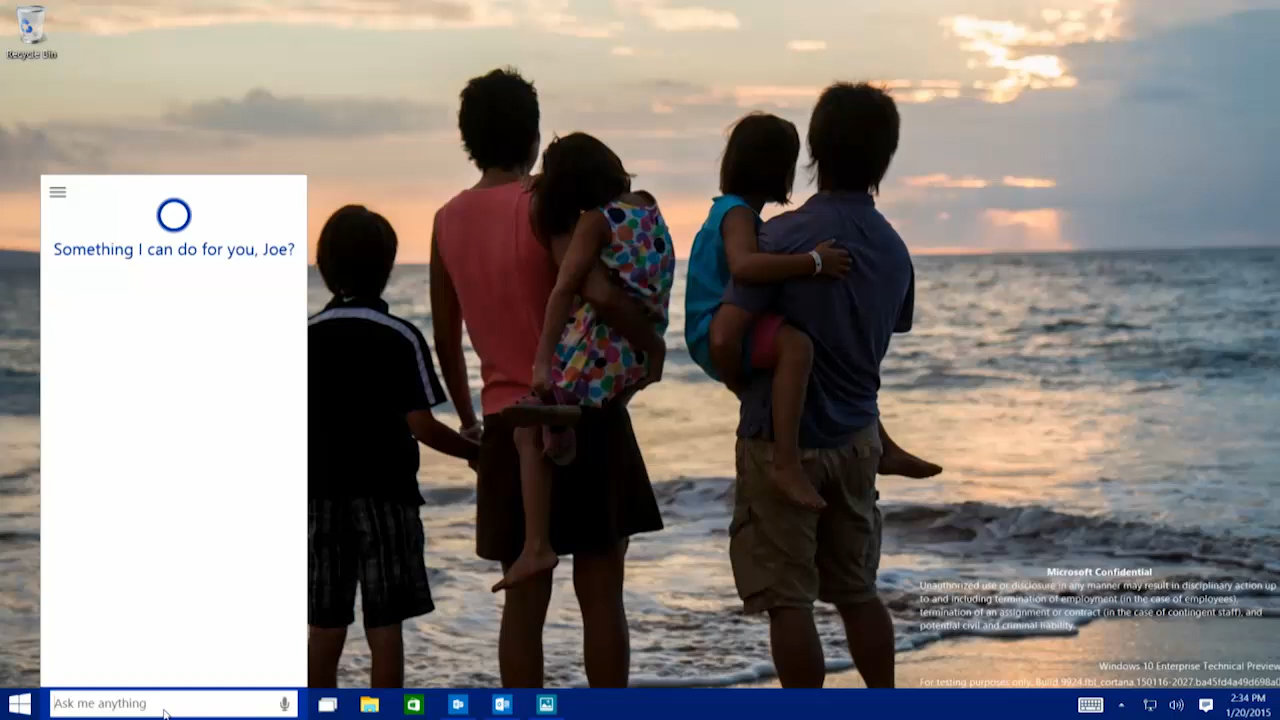 Recycle Bin
Something I can do for you, Joe?
Microsoft Confidential
Unauthorized use or disclosure in any manner may result in disciplinary action up
to and including termination of employment (in the case of employees),
termination of an assignment or contract (in the case of contingent staff), and
potential civil and criminal liability.
Windows 10 Enterprise Technical Preview
For testing purposes only. Build 9924.fbl_cortana.150116-2027.ba45fd4a49d698a0
Ask me anything
2:34 PM
1/20/2015